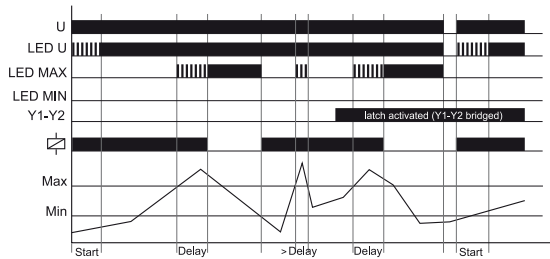 U
LED U
LED MAX
LED MIN
Y1-Y2
latch activated (Y1-Y2 bridged)
Max
Min
Start
Delay
>Delay
Delay
Start